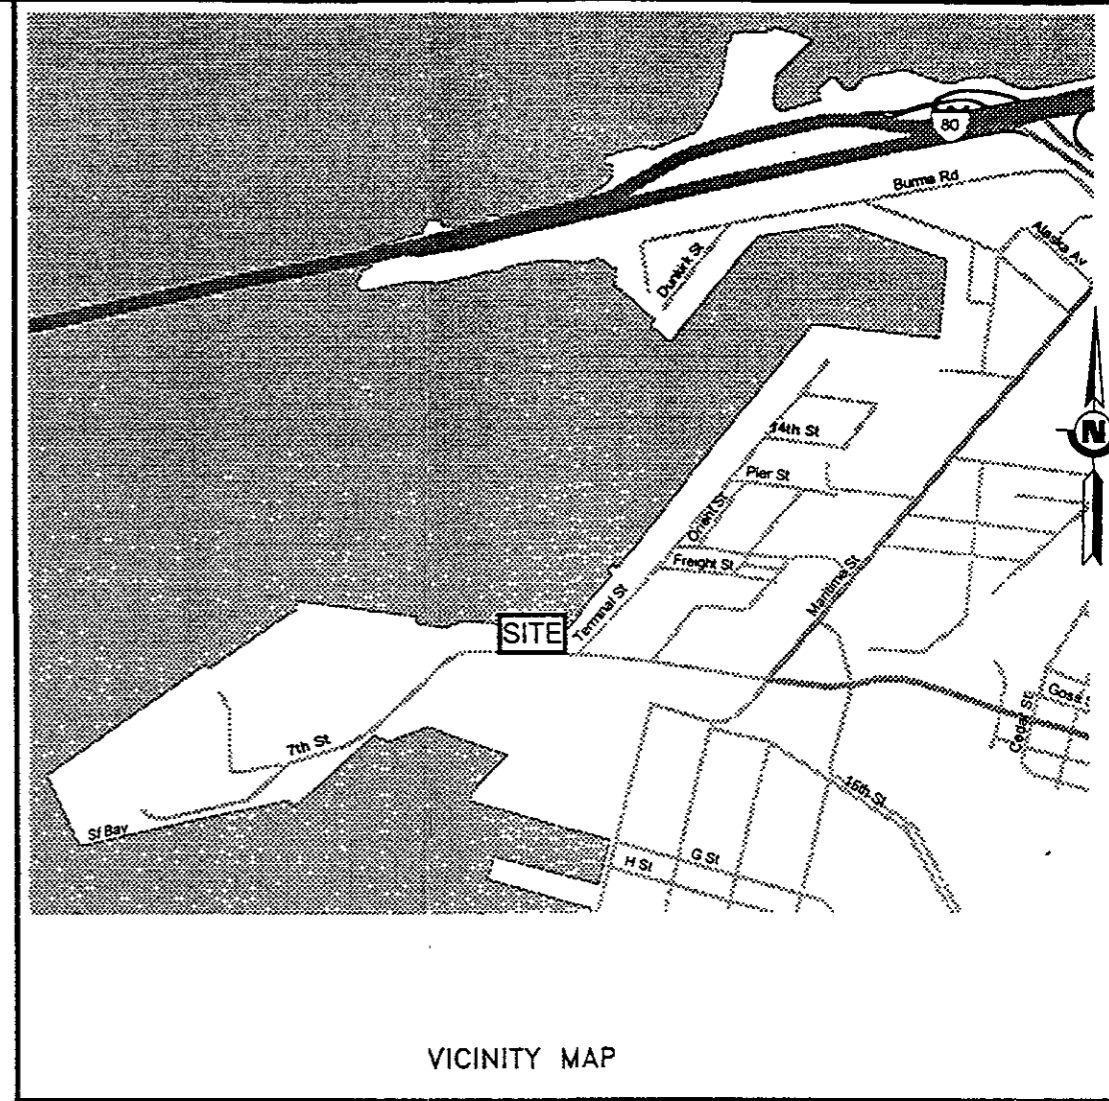 80
Burma Rd
Alaska Av
Dunkirk St
N
14th St
Pier St
Orient St
Freight St
Maritime St
Terminal St
SITE
Goss
Cedar St
7th St
16th St
Sf Bay
G St
H St
VICINITY MAP